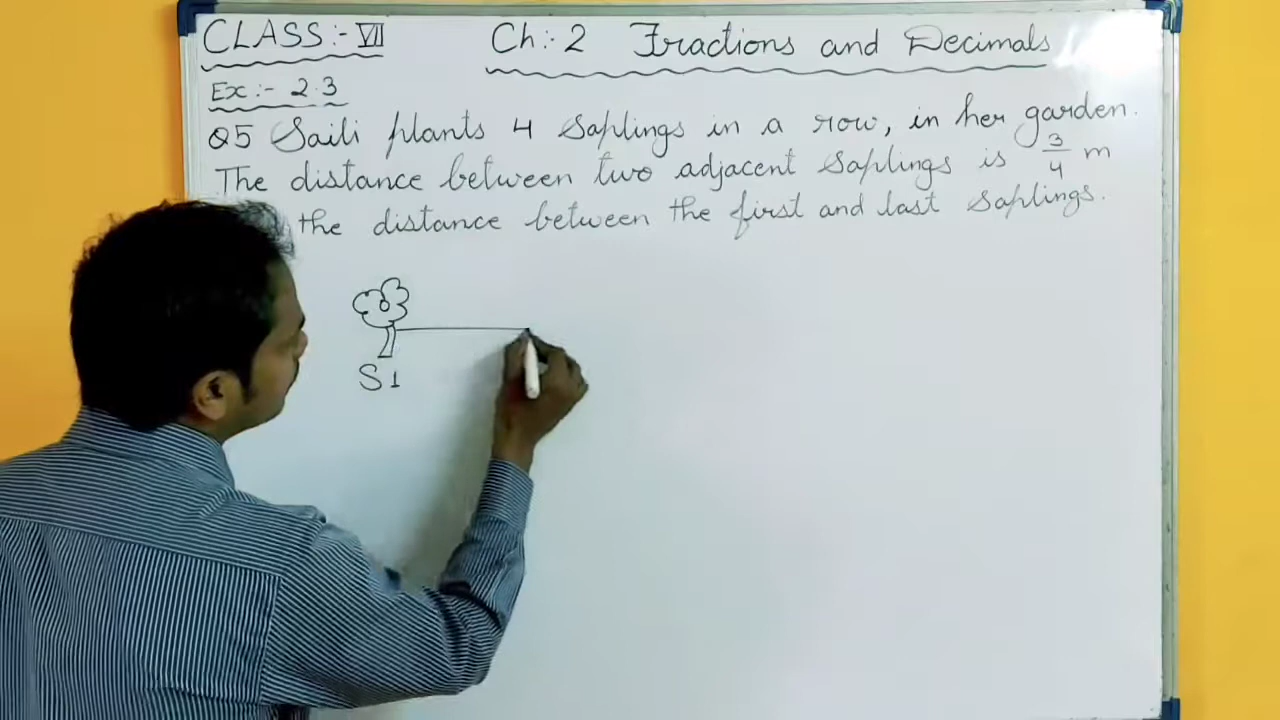 CLASS:- VII
Ch:- 2 Fractions and Decimals
Ex:- 2.3
Q5 Saili plants 4 Saplings in a row, in her garden.
The distance between two adjacent Saplings is 3/4 m
the distance between the first and last Saplings.
S1